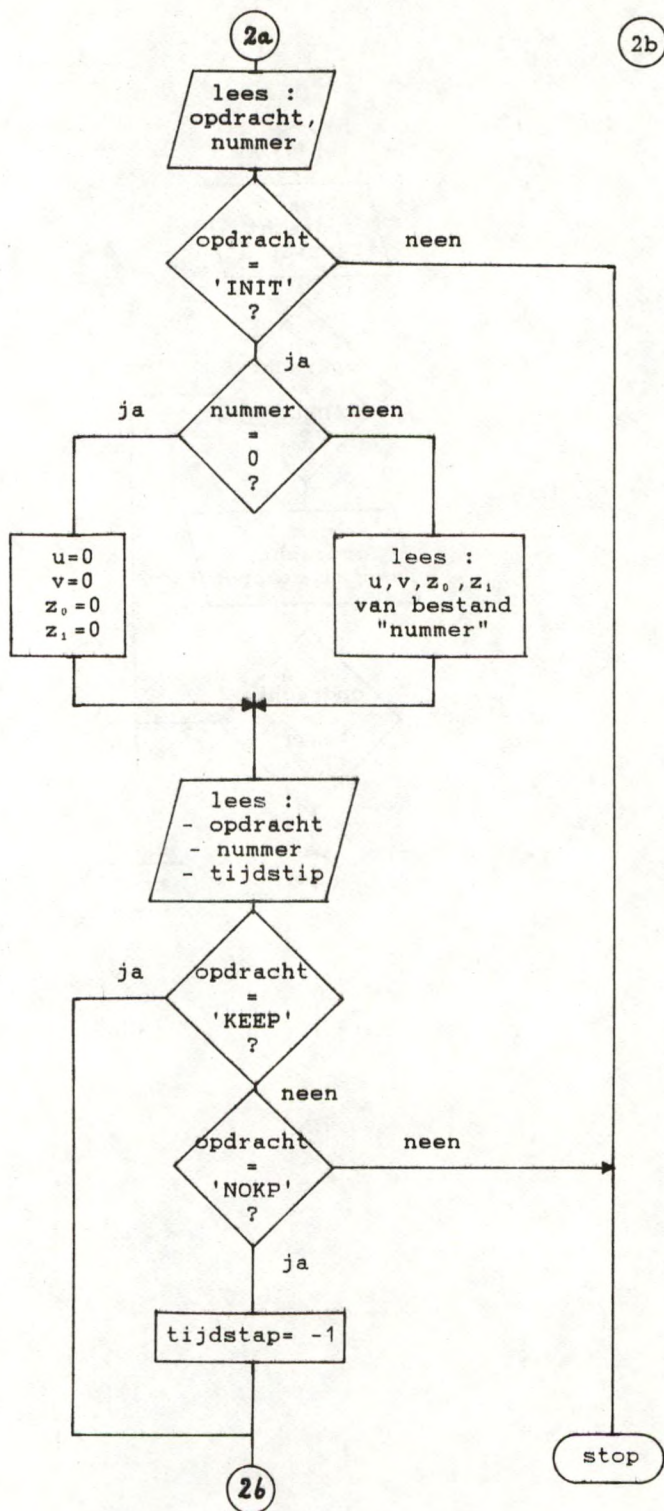 2a
2b
lees :
opdracht,
nummer
opdracht
=
'INIT'
?
neen
ja
ja
nummer
=
0
?
neen
u=0
v=0
z₀=0
z₁=0
lees :
u,v,z₀,z₁
van bestand
"nummer"
lees :
- opdracht
- nummer
- tijdstip
ja
opdracht
=
'KEEP'
?
neen
opdracht
=
'NOKP'
?
neen
ja
tijdstap= -1
stop
2b